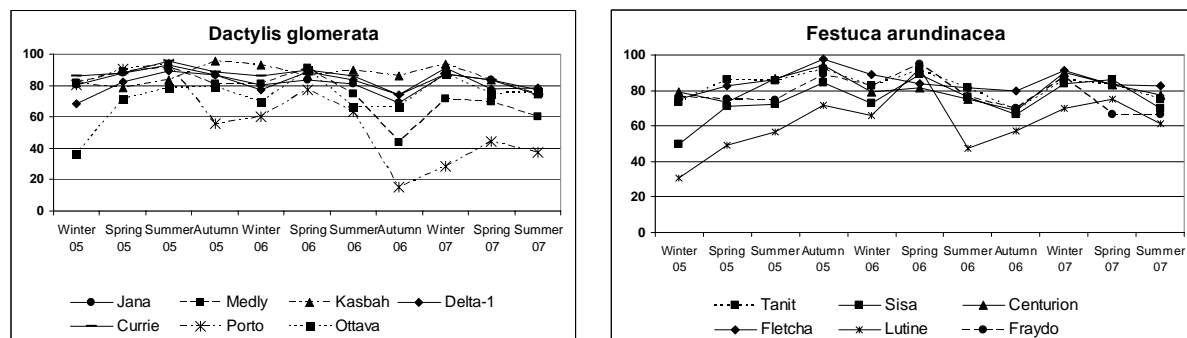 Dactylis glomerata
100
80
60
40
20
0
Winter Spring Summer Autumn Winter Spring Summer Autumn Winter Spring Summer
05 05 05 05 06 06 06 06 07 07 07
Jana Medly Kasbah Delta-1
Currie Porto Ottava
Festuca arundinacea
100
80
60
40
20
0
Winter Spring Summer Autumn Winter Spring Summer Autumn Winter Spring Summer
05 05 05 05 06 06 06 06 07 07 07
Tanit Sisa Centurion
Fletcha Lutine Fraydo